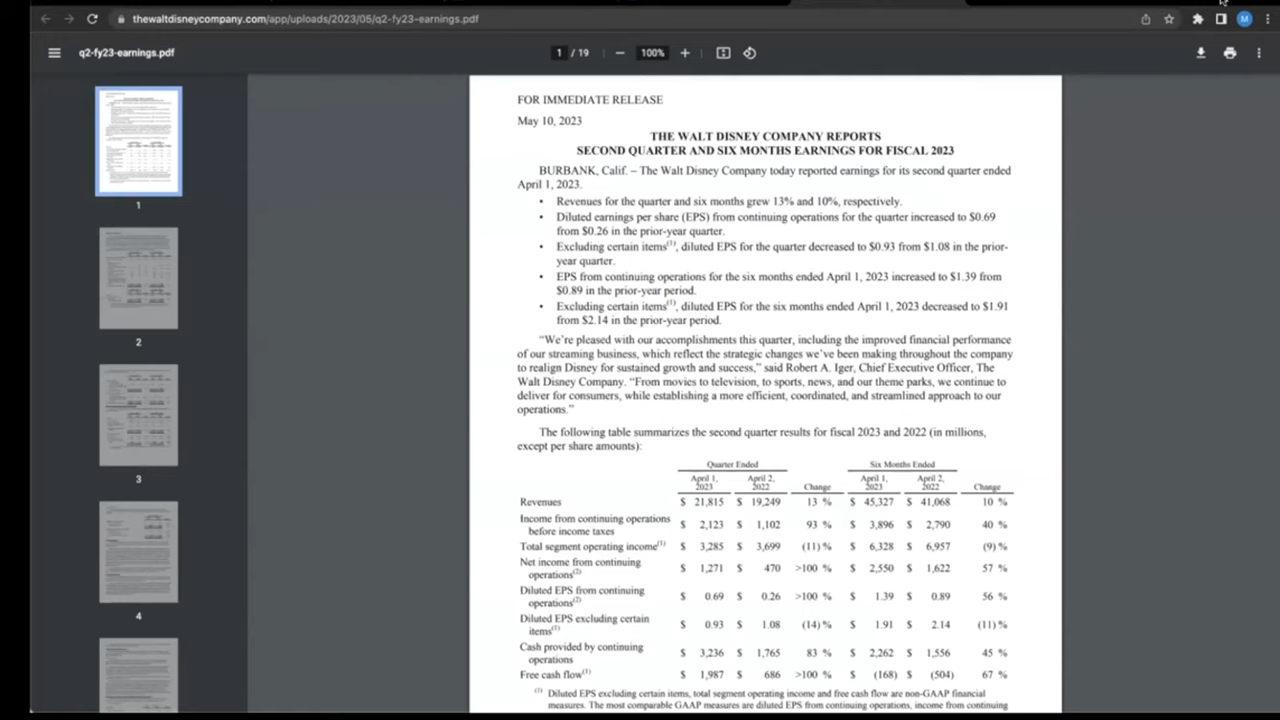 thewaltdisneycompany.com/app/uploads/2023/05/q2-fy23-earnings.pdf
M
q2-fy23-earnings.pdf
1 / 19
100%
1
2
3
4
FOR IMMEDIATE RELEASE
May 10, 2023
THE WALT DISNEY COMPANY REPORTS
SECOND QUARTER AND SIX MONTHS EARNINGS FOR FISCAL 2023
BURBANK, Calif. – The Walt Disney Company today reported earnings for its second quarter ended
April 1, 2023.
• Revenues for the quarter and six months grew 13% and 10%, respectively.
• Diluted earnings per share (EPS) from continuing operations for the quarter increased to $0.69
from $0.26 in the prior-year quarter.
• Excluding certain items(1), diluted EPS for the quarter decreased to $0.93 from $1.08 in the prior-
year quarter.
• EPS from continuing operations for the six months ended April 1, 2023 increased to $1.39 from
$0.89 in the prior-year period.
• Excluding certain items(1), diluted EPS for the six months ended April 1, 2023 decreased to $1.91
from $2.14 in the prior-year period.
“We’re pleased with our accomplishments this quarter, including the improved financial performance
of our streaming business, which reflect the strategic changes we’ve been making throughout the company
to realign Disney for sustained growth and success,” said Robert A. Iger, Chief Executive Officer, The
Walt Disney Company. “From movies to television, to sports, news, and our theme parks, we continue to
deliver for consumers, while establishing a more efficient, coordinated, and streamlined approach to our
operations.”
The following table summarizes the second quarter results for fiscal 2023 and 2022 (in millions,
except per share amounts):
Quarter Ended Six Months Ended
April 1, 2023 April 2, 2022 Change April 1, 2023 April 2, 2022 Change
Revenues $ 21,815 $ 19,249 13 % $ 45,327 $ 41,068 10 %
Income from continuing operations
before income taxes $ 2,123 $ 1,102 93 % $ 3,896 $ 2,790 40 %
Total segment operating income(1) $ 3,285 $ 3,699 (11) % $ 6,328 $ 6,957 (9) %
Net income from continuing
operations(2) $ 1,271 $ 470 >100 % $ 2,550 $ 1,622 57 %
Diluted EPS from continuing
operations(2) $ 0.69 $ 0.26 >100 % $ 1.39 $ 0.89 56 %
Diluted EPS excluding certain
items(1) $ 0.93 $ 1.08 (14) % $ 1.91 $ 2.14 (11) %
Cash provided by continuing
operations $ 3,236 $ 1,765 83 % $ 2,262 $ 1,556 45 %
Free cash flow(1) $ 1,987 $ 686 >100 % $ (168) $ (504) 67 %
(1) Diluted EPS excluding certain items, total segment operating income and free cash flow are non-GAAP financial
measures. The most comparable GAAP measures are diluted EPS from continuing operations, income from continuing